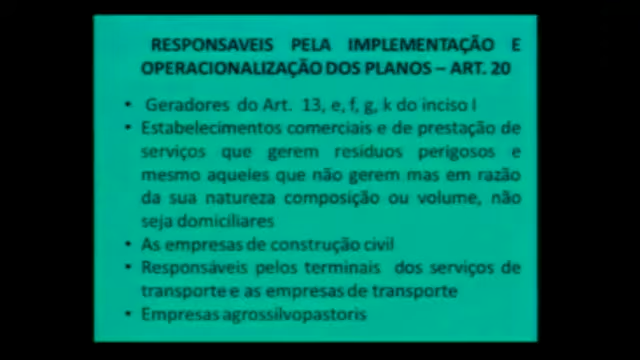 RESPONSAVEIS PELA IMPLEMENTAÇÃO E
OPERACIONALIZAÇÃO DOS PLANOS – ART. 20
• Geradores do Art. 13, e, f, g, k do inciso I
• Estabelecimentos comerciais e de prestação de
serviços que gerem resíduos perigosos e
mesmo aqueles que não gerem mas em razão
da sua natureza composição ou volume, não
seja domiciliares
• As empresas de construção civil
• Responsáveis pelos terminais dos serviços de
transporte e as empresas de transporte
• Empresas agrossilvopastoris